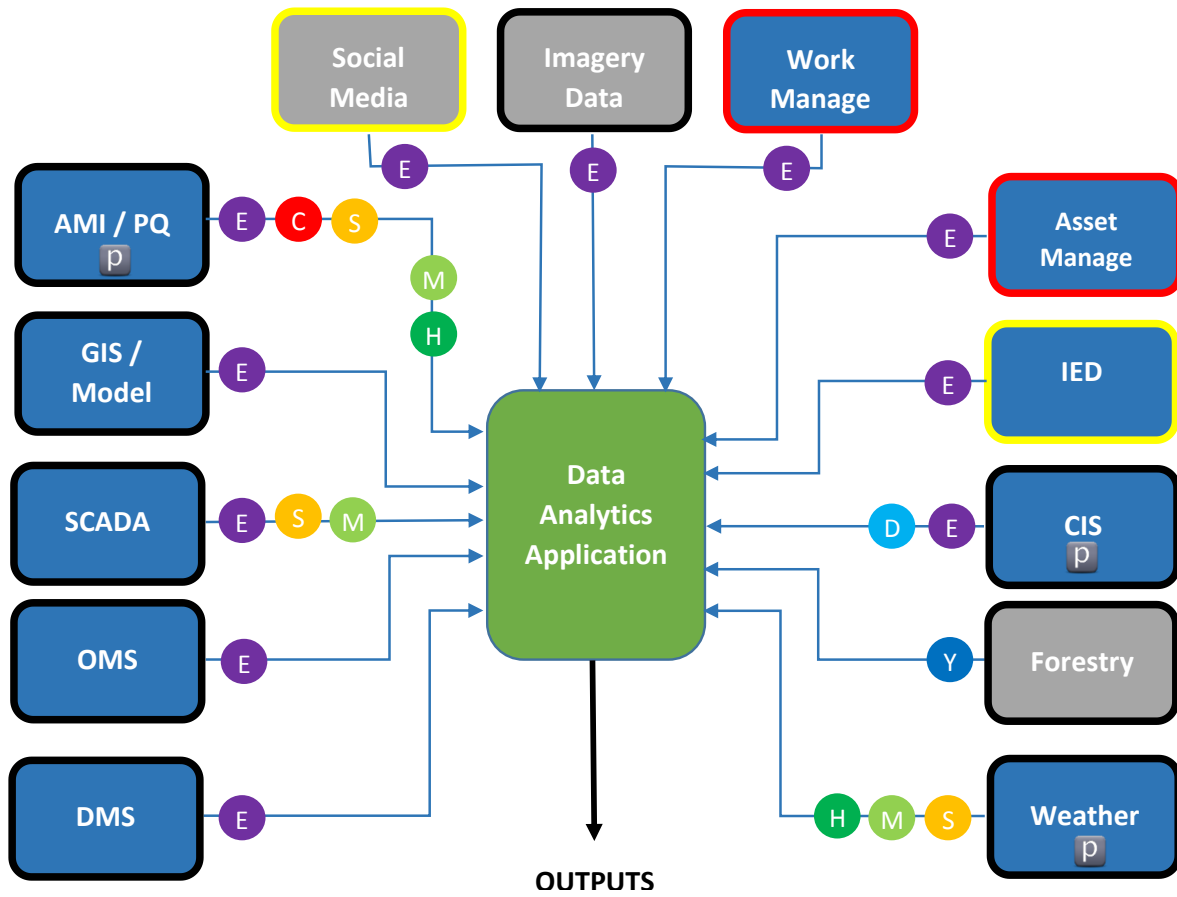 Social
Media
E
Imagery
Data
E
Work
Manage
E
AMI / PQ
p
E
C
S
M
H
Asset
Manage
E
GIS /
Model
E
IED
E
SCADA
E
S
M
Data
Analytics
Application
D
E
CIS
p
OMS
E
Y
Forestry
DMS
E
H
M
S
Weather
p
OUTPUTS